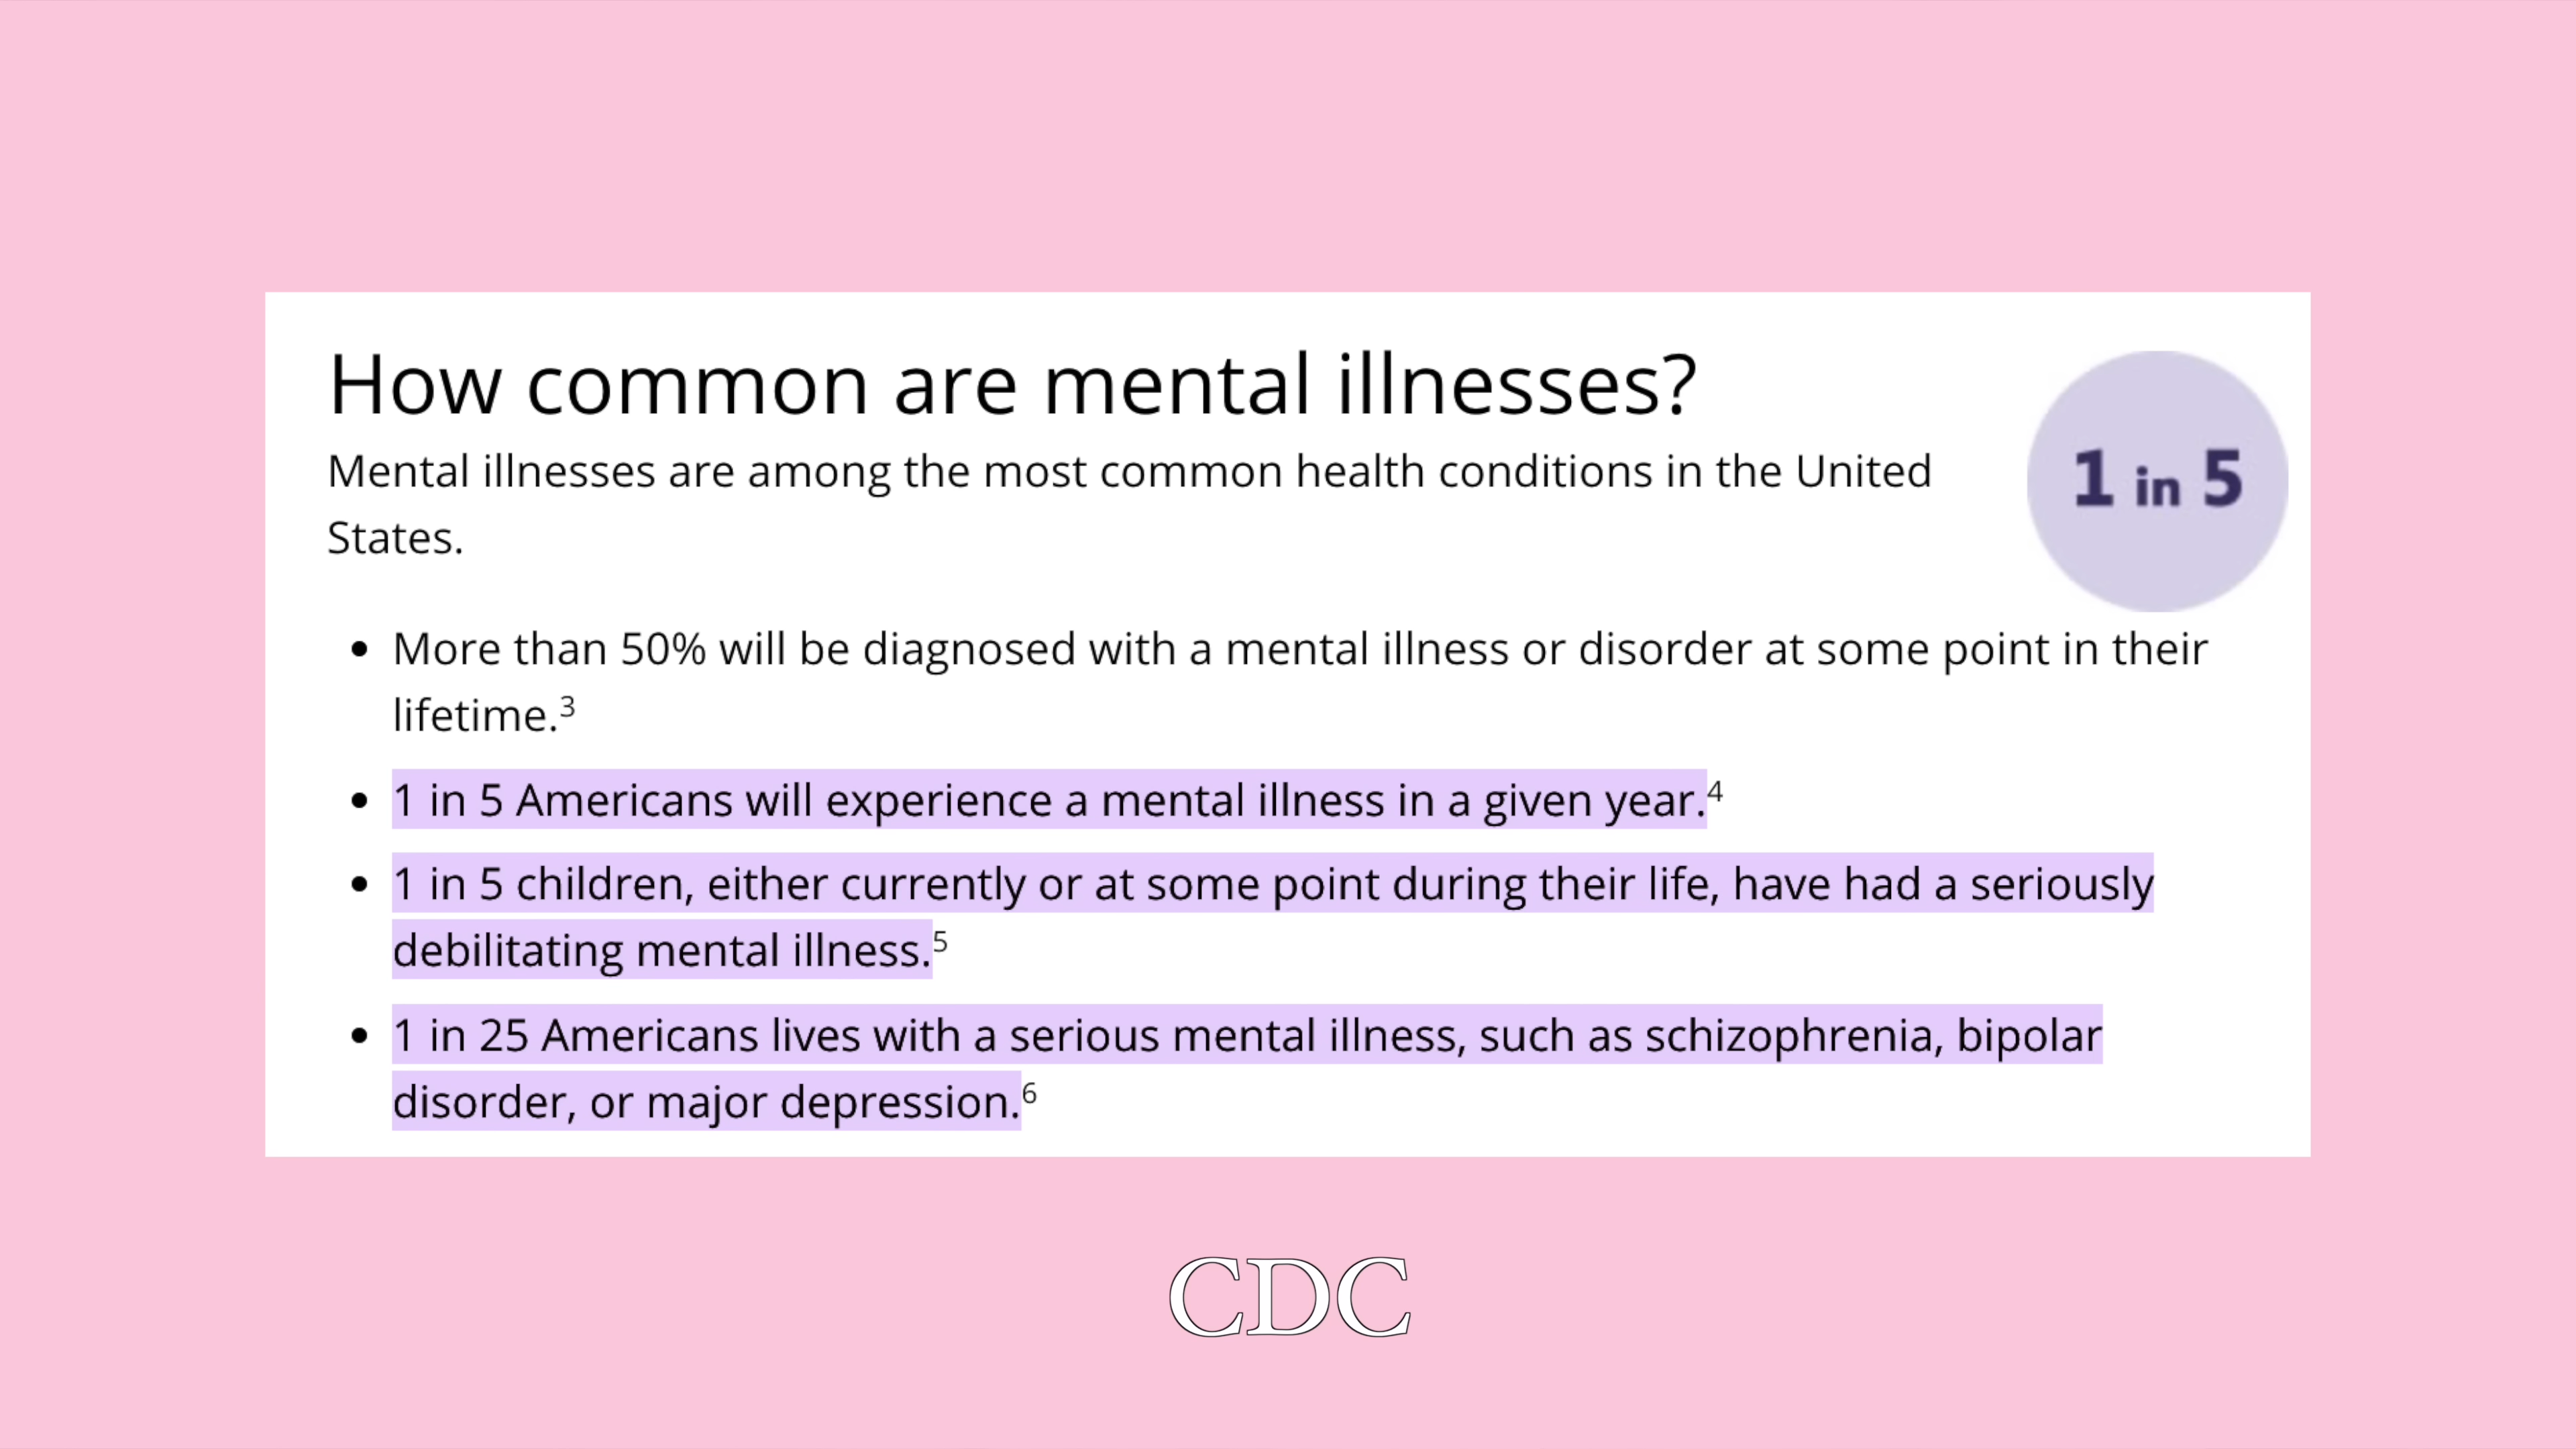 How common are mental illnesses?
Mental illnesses are among the most common health conditions in the United
States.
1 in 5
• More than 50% will be diagnosed with a mental illness or disorder at some point in their
lifetime.³
• 1 in 5 Americans will experience a mental illness in a given year.⁴
• 1 in 5 children, either currently or at some point during their life, have had a seriously
debilitating mental illness.⁵
• 1 in 25 Americans lives with a serious mental illness, such as schizophrenia, bipolar
disorder, or major depression.⁶
CDC